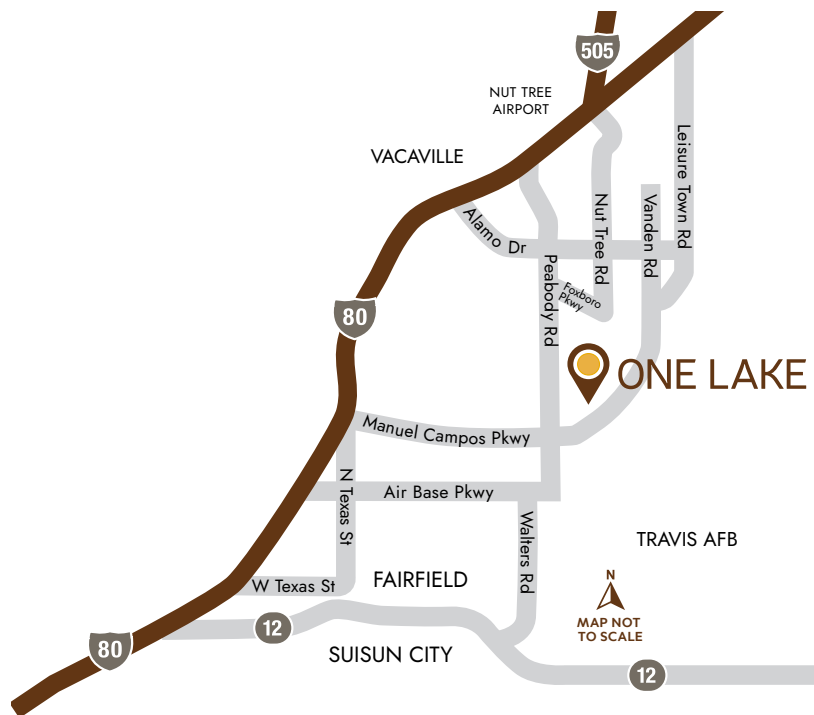 505
NUT TREE
AIRPORT
VACAVILLE
Leisure Town Rd
Alamo Dr
Nut Tree Rd
Vanden Rd
Peabody Rd
Foxboro
Pkwy
80
ONE LAKE
Manuel Campos Pkwy
N Texas St
Air Base Pkwy
Walters Rd
TRAVIS AFB
W Texas St
FAIRFIELD
N
MAP NOT
TO SCALE
12
80
SUISUN CITY
12